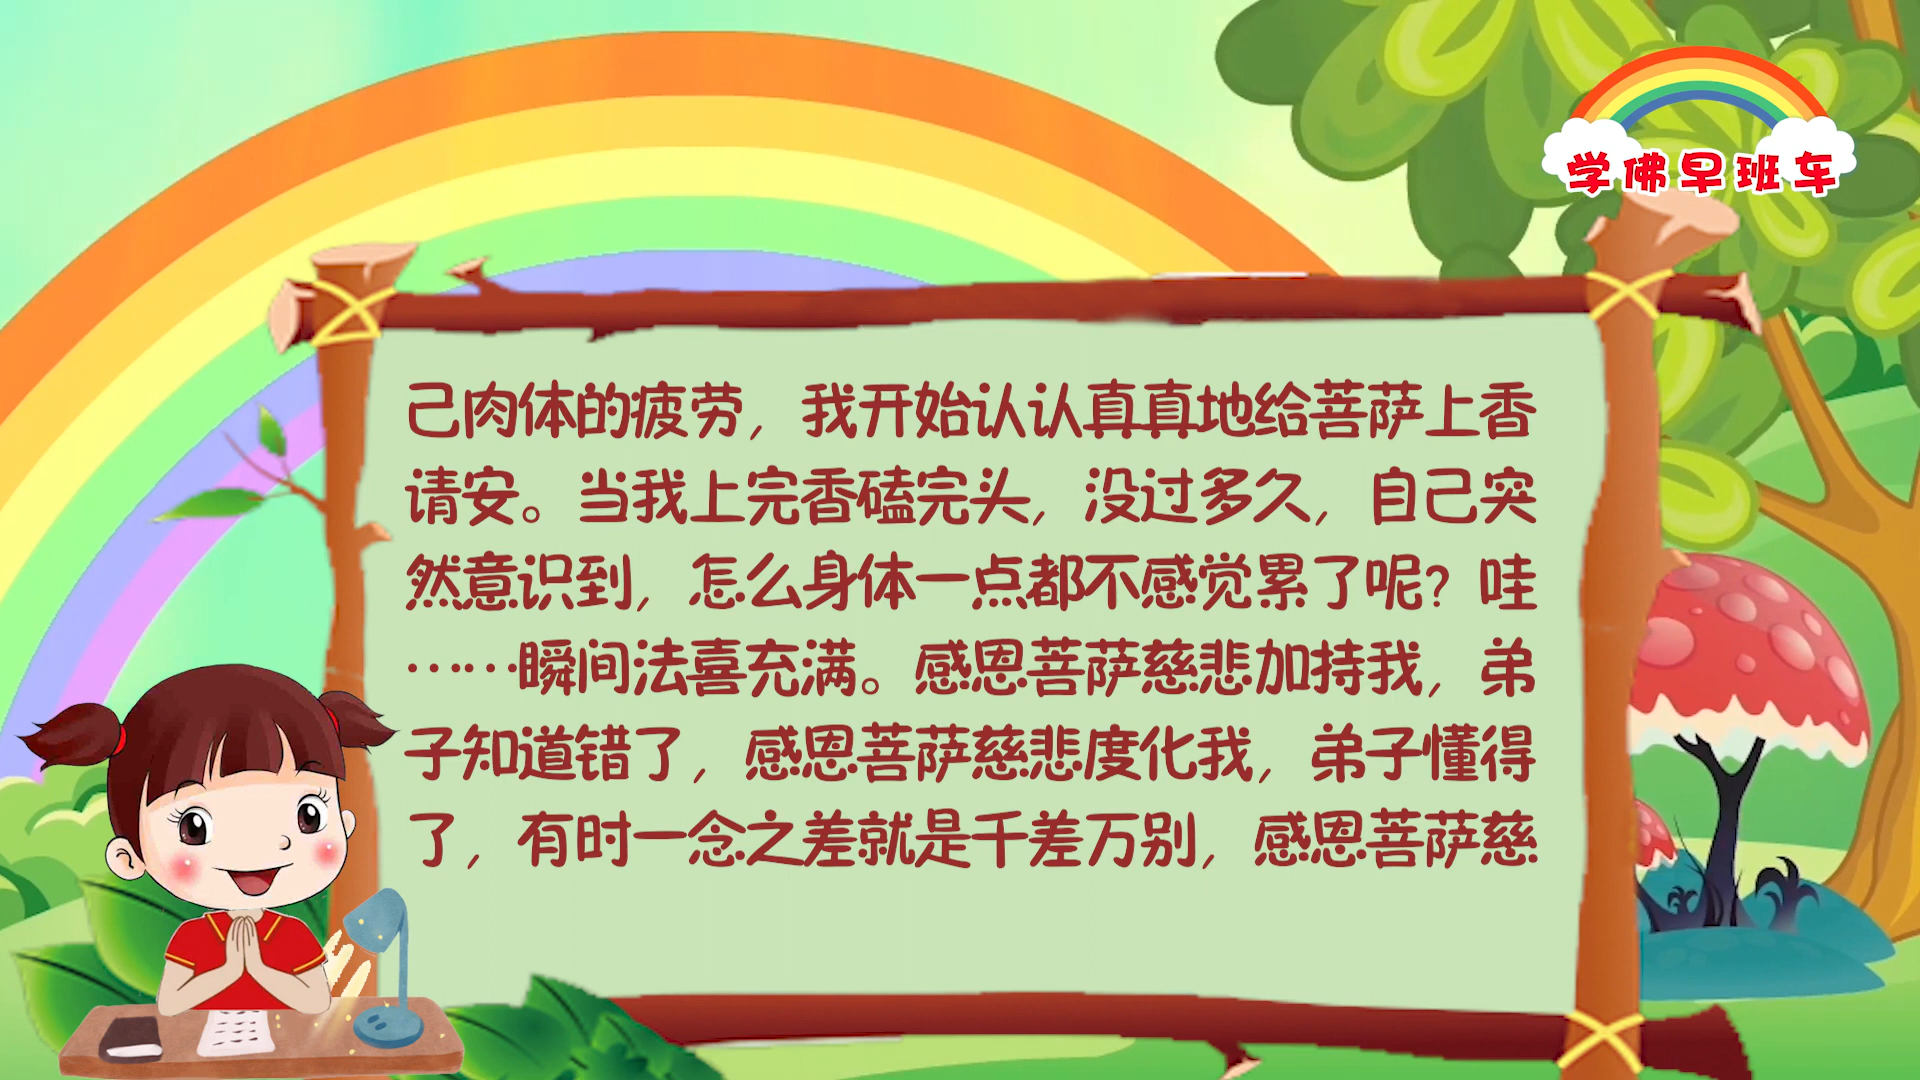 学佛早班车
己肉体的疲劳，我开始认认真真地给菩萨上香
请安。当我上完香磕完头，没过多久，自己突
然意识到，怎么身体一点都不感觉累了呢？哇
……瞬间法喜充满。感恩菩萨慈悲加持我，弟
子知道错了，感恩菩萨慈悲度化我，弟子懂得
了，有时一念之差就是千差万别，感恩菩萨慈